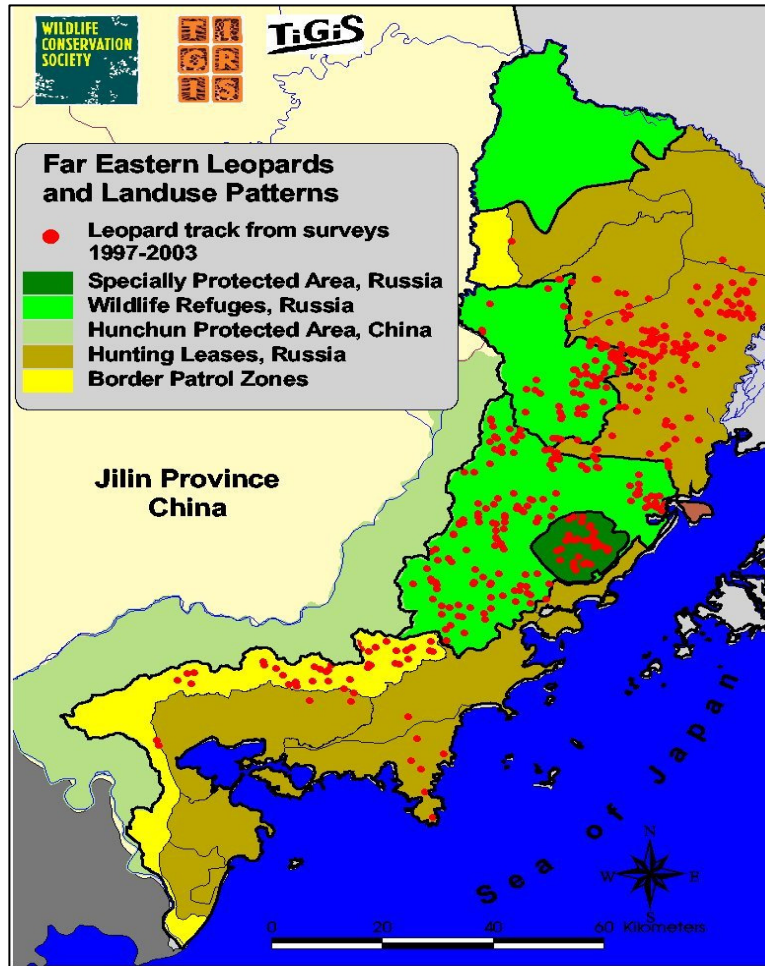 WILDLIFE
CONSERVATION
SOCIETY
TIGRIS
TiGiS
Far Eastern Leopards
and Landuse Patterns
Leopard track from surveys
1997-2003
Specially Protected Area, Russia
Wildlife Refuges, Russia
Hunchun Protected Area, China
Hunting Leases, Russia
Border Patrol Zones
Jilin Province
China
Sea of Japan
N
W E
S
0 20 40 60 Kilometers